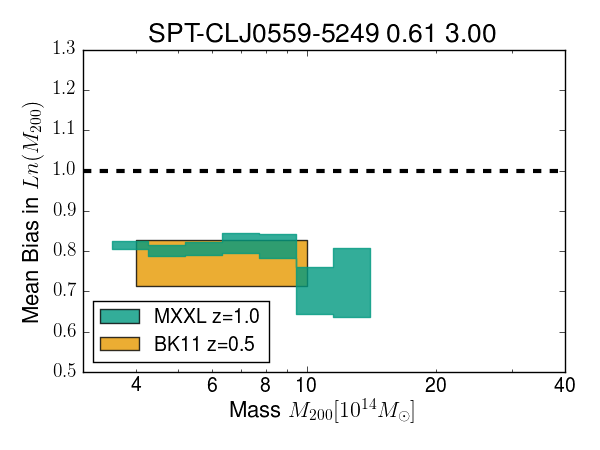 SPT-CLJ0559-5249 0.61 3.00
1.3
1.2
1.1
1.0
0.9
0.8
0.7
0.6
0.5
Mean Bias in Ln(M₂₀₀)
MXXL z=1.0
BK11 z=0.5
4 6 8 10 20 40
Mass M₂₀₀[10¹⁴M☉]